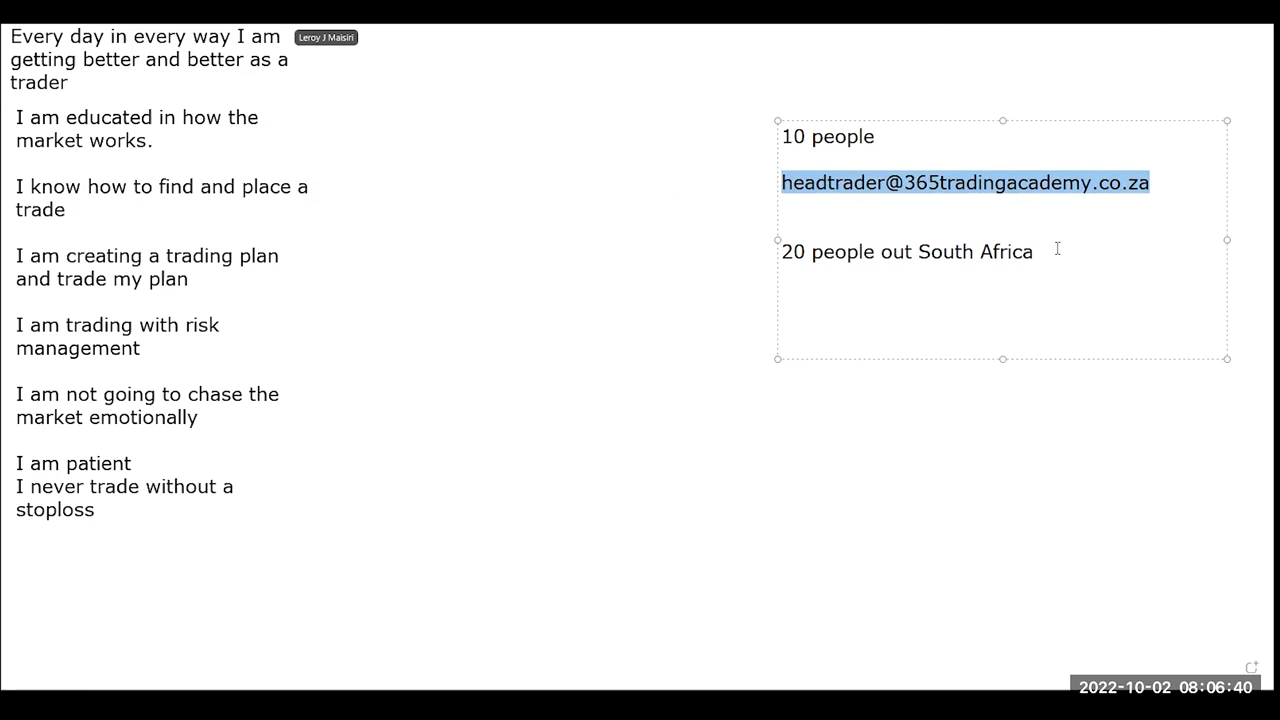 Every day in every way I am
getting better and better as a
trader
Leroy J Maisiri
I am educated in how the
market works.
I know how to find and place a
trade
I am creating a trading plan
and trade my plan
I am trading with risk
management
I am not going to chase the
market emotionally
I am patient
I never trade without a
stoploss
10 people
headtrader@365tradingacademy.co.za
20 people out South Africa
2022-10-02 08:06:40